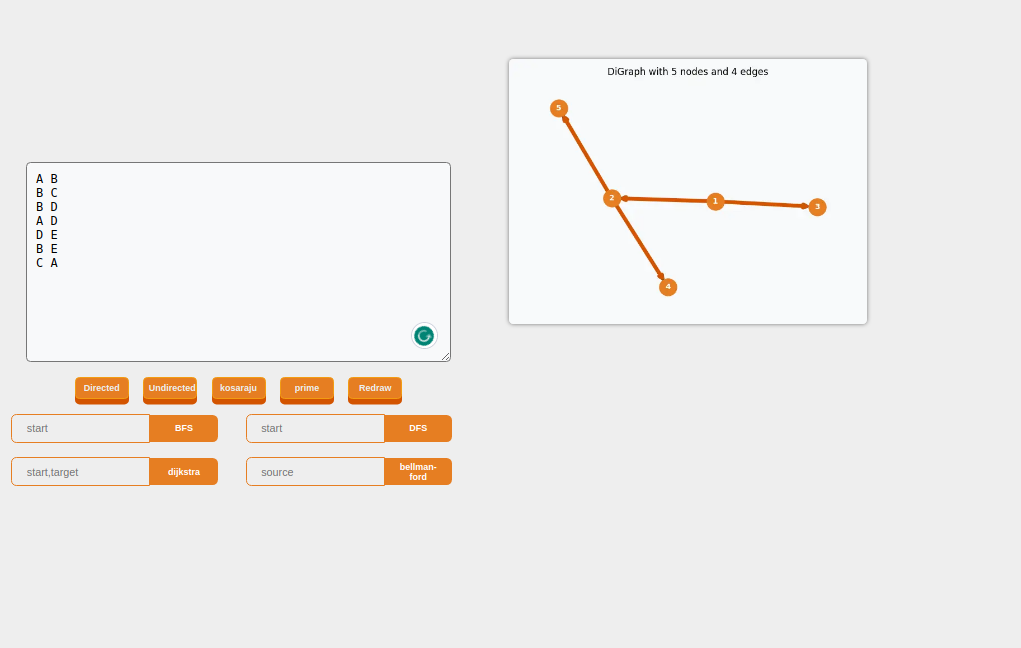 DiGraph with 5 nodes and 4 edges
5
2
1
3
4
A B
B C
B D
A D
D E
B E
C A
Directed
Undirected
kosaraju
prime
Redraw
start
BFS
start
DFS
start,target
dijkstra
source
bellman-
ford